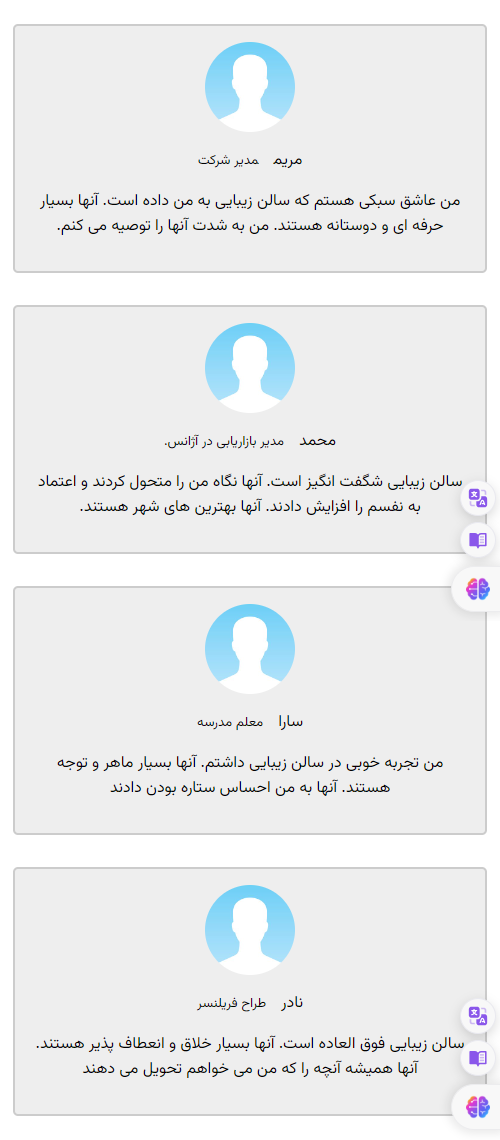 مریم مدیر شرکت
من عاشق سبکی هستم که سالن زیبایی به من داده است. آنها بسیار
حرفه ای و دوستانه هستند. من به شدت آنها را توصیه می کنم.
محمد مدیر بازاریابی در آژانس.
سالن زیبایی شگفت انگیز است. آنها نگاه من را متحول کردند و اعتماد
به نفسم را افزایش دادند. آنها بهترین های شهر هستند.
سارا معلم مدرسه
من تجربه خوبی در سالن زیبایی داشتم. آنها بسیار ماهر و توجه
هستند. آنها به من احساس ستاره بودن دادند
نادر طراح فریلنسر
سالن زیبایی فوق العاده است. آنها بسیار خلاق و انعطاف پذیر هستند.
آنها همیشه آنچه را که من می خواهم تحویل می دهند